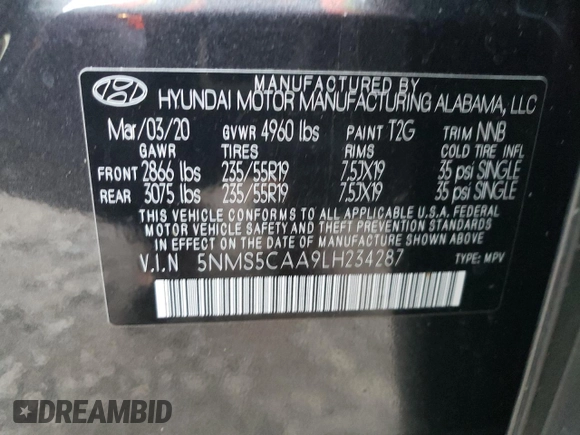 MANUFACTURED BY
HYUNDAI MOTOR MANUFACTURING ALABAMA, LLC
Mar/03/20 GVWR 4960 lbs PAINT T2G TRIM NNB
GAWR TIRES RIMS COLD TIRE INFL
FRONT 2866 lbs 235/55R19 7.5JX19 35 psi SINGLE
REAR 3075 lbs 235/55R19 7.5JX19 35 psi SINGLE
THIS VEHICLE CONFORMS TO ALL APPLICABLE U.S.A. FEDERAL
MOTOR VEHICLE SAFETY AND THEFT PREVENTION STANDARDS
IN EFFECT ON THE DATE OF MANUFACTURE SHOWN ABOVE
V.I.N 5NMS5CAA9LH234287 TYPE: MPV
DREAMBID